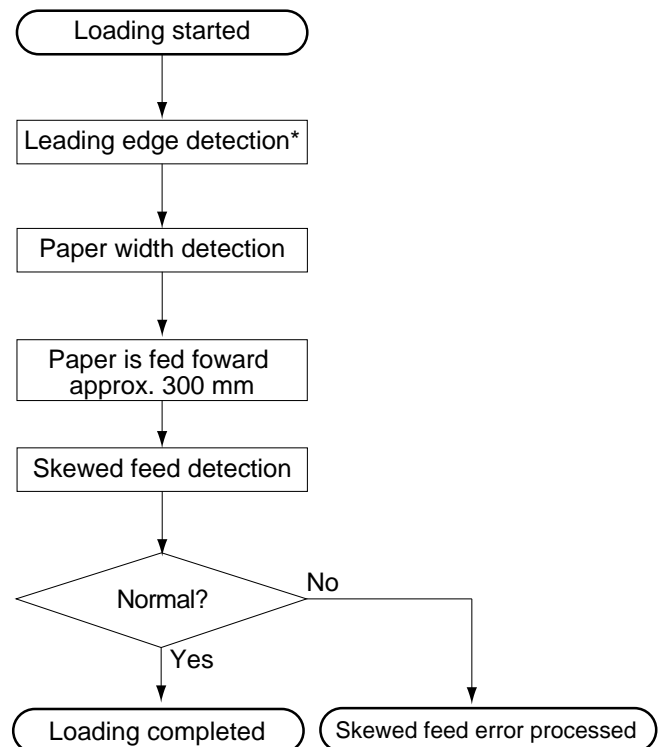 Loading started
Leading edge detection*
Paper width detection
Paper is fed foward
approx. 300 mm
Skewed feed detection
Normal?
No
Yes
Loading completed
Skewed feed error processed